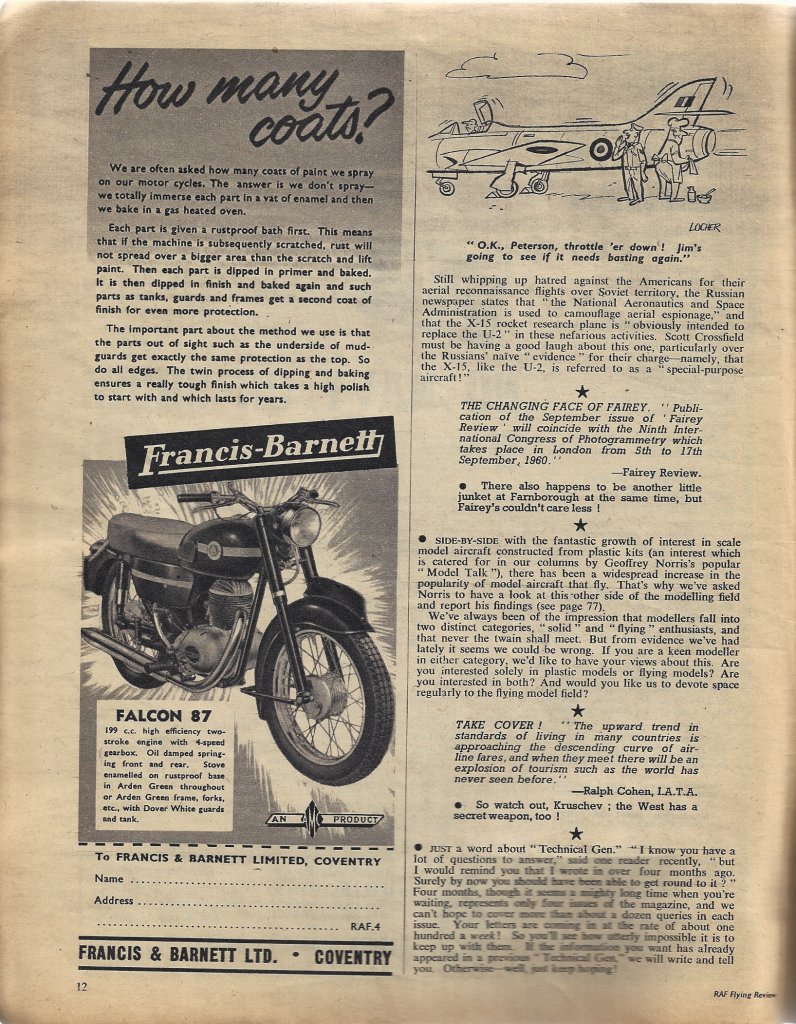 How many
coats?
We are often asked how many coats of paint we spray
on our motor cycles. The answer is we don't spray—
we totally immerse each part in a vat of enamel and then
we bake in a gas heated oven.
Each part is given a rustproof bath first. This means
that if the machine is subsequently scratched, rust will
not spread over a bigger area than the scratch and lift
paint. Then each part is dipped in primer and baked.
It is then dipped in finish and baked again and such
parts as tanks, guards and frames get a second coat of
finish for even more protection.
The important part about the method we use is that
the parts out of sight such as the underside of mud-
guards get exactly the same protection as the top. So
do all edges. The twin process of dipping and baking
ensures a really tough finish which takes a high polish
to start with and which lasts for years.
Francis-Barnett
FALCON 87
199 c.c. high efficiency two-
stroke engine with 4-speed
gearbox. Oil damped spring-
ing front and rear. Stove
enamelled on rustproof base
in Arden Green throughout
or Arden Green frame, forks,
etc., with Dover White guards
and tank.
AN AMC PRODUCT
To FRANCIS & BARNETT LIMITED, COVENTRY
Name
Address
RAF.4
FRANCIS & BARNETT LTD. • COVENTRY
12
LOCHER
" O.K., Peterson, throttle 'er down ! Jim's
going to see if it needs basting again."
Still whipping up hatred against the Americans for their
aerial reconnaissance flights over Soviet territory, the Russian
newspaper states that " the National Aeronautics and Space
Administration is used to camouflage aerial espionage," and
that the X-15 rocket research plane is " obviously intended to
replace the U-2 " in these nefarious activities. Scott Crossfield
must be having a good laugh about this one, particularly over
the Russians' naïve " evidence " for their charge—namely, that
the X-15, like the U-2, is referred to as a " special-purpose
aircraft ! "
★
THE CHANGING FACE OF FAIREY. " Publi-
cation of the September issue of ' Fairey
Review ' will coincide with the Ninth Inter-
national Congress of Photogrammetry which
takes place in London from 5th to 17th
September, 1960. "
—Fairey Review.
● There also happens to be another little
junket at Farnborough at the same time, but
Fairey's couldn't care less !
★
● SIDE-BY-SIDE with the fantastic growth of interest in scale
model aircraft constructed from plastic kits (an interest which
is catered for in our columns by Geoffrey Norris's popular
" Model Talk "), there has been a widespread increase in the
popularity of model aircraft that fly. That's why we've asked
Norris to have a look at this other side of the modelling field
and report his findings (see page 77).
We've always been of the impression that modellers fall into
two distinct categories, " solid " and " flying " enthusiasts, and
that never the twain shall meet. But from evidence we've had
lately it seems we could be wrong. If you are a keen modeller
in either category, we'd like to have your views about this. Are
you interested solely in plastic models or flying models? Are
you interested in both? And would you like us to devote space
regularly to the flying model field?
★
TAKE COVER ! " The upward trend in
standards of living in many countries is
approaching the descending curve of air-
line fares, and when they meet there will be an
explosion of tourism such as the world has
never seen before. "
—Ralph Cohen, I.A.T.A.
● So watch out, Kruschev ; the West has a
secret weapon, too !
★
● JUST a word about " Technical Gen." " I know you have a
lot of questions to answer," said one reader recently, " but
I would remind you that I wrote in over four months ago.
Surely by now you should have been able to get round to it ? "
Four months, though it seems a mighty long time when you're
waiting, represents only four issues of the magazine, and we
can't hope to cover more than about a dozen queries in each
issue. Your letters are coming in at the rate of about one
hundred a week! So you'll see how utterly impossible it is to
keep up with them. If the information you want has already
appeared in a previous " Technical Gen," we will write and tell
you. Otherwise—well, just keep hoping!
RAF Flying Review